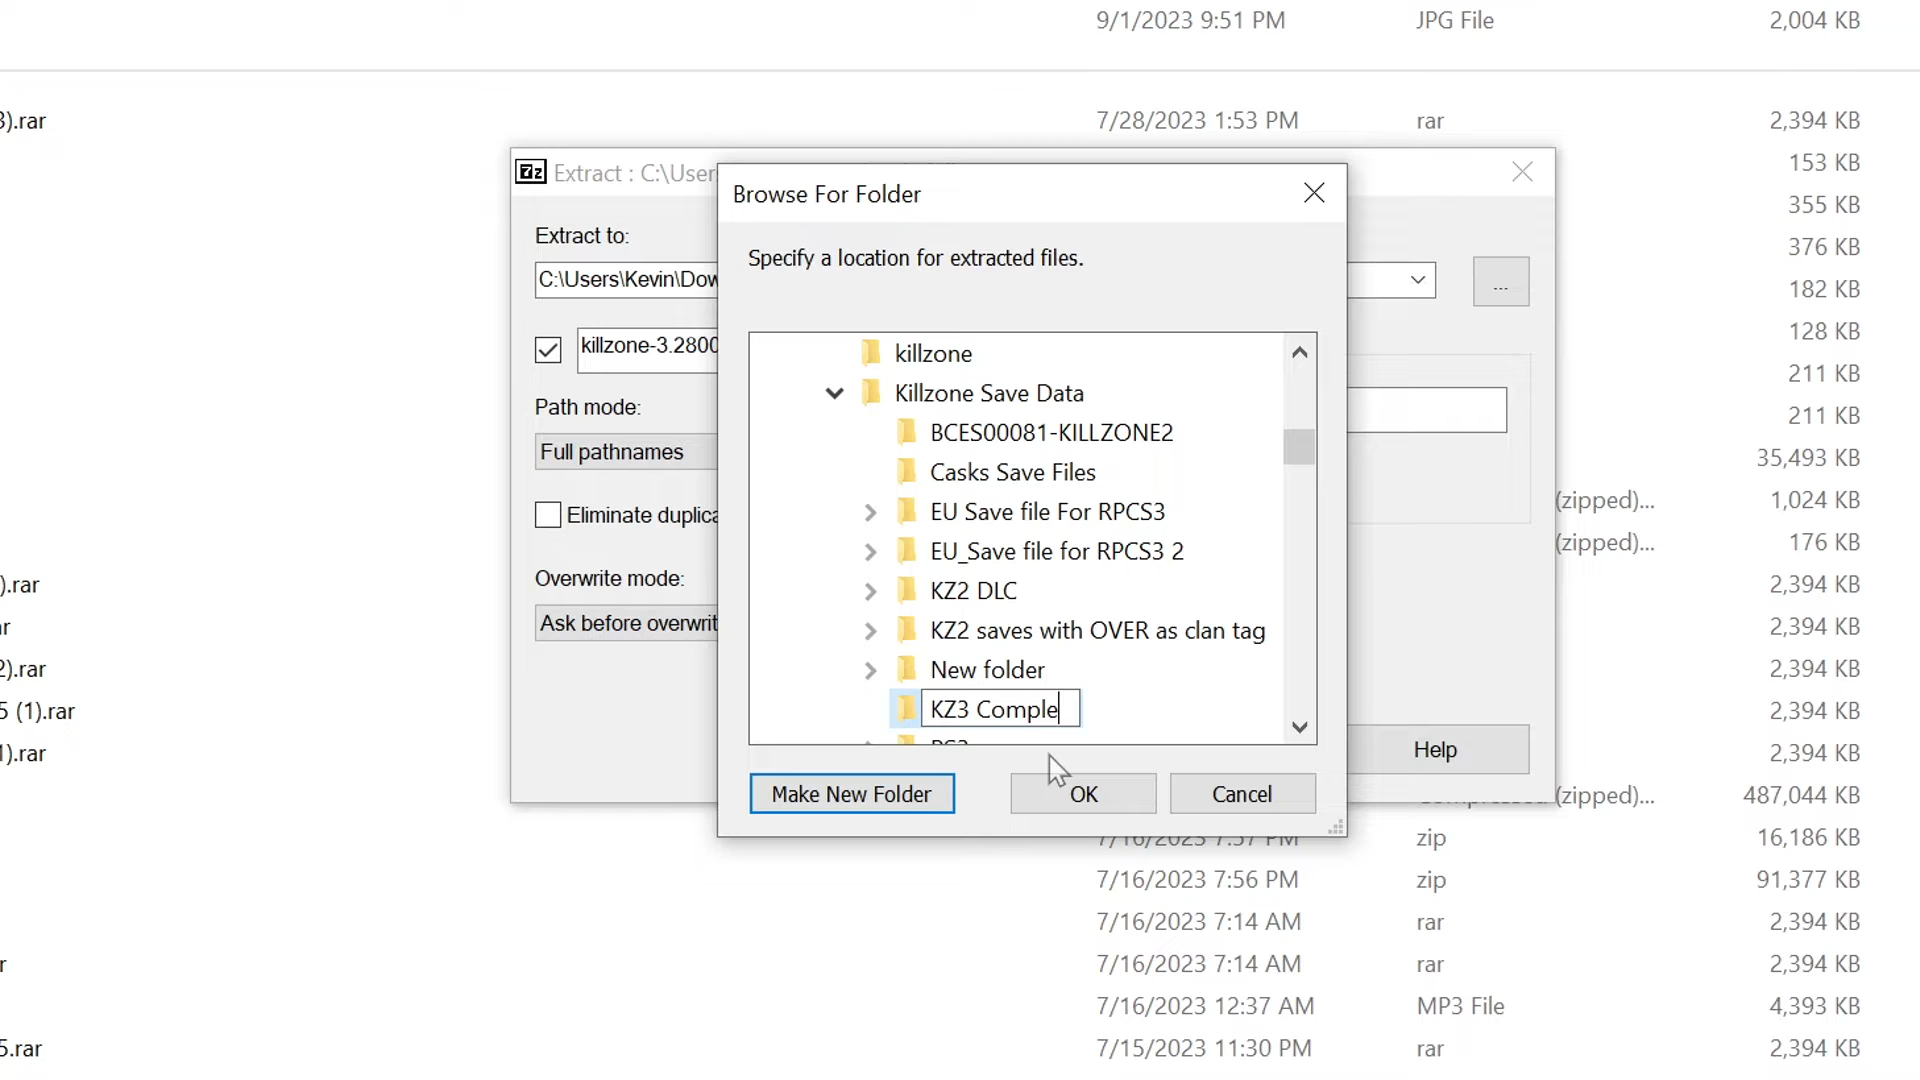 9/1/2023 9:51 PM JPG File 2,004 KB
3).rar 7/28/2023 1:53 PM rar 2,394 KB
153 KB
355 KB
376 KB
182 KB
128 KB
211 KB
211 KB
35,493 KB
(zipped)... 1,024 KB
(zipped)... 176 KB
).rar 2,394 KB
ar 2,394 KB
2).rar 2,394 KB
5 (1).rar 2,394 KB
1).rar 2,394 KB
(zipped)... 487,044 KB
7/16/2023 7:57 PM zip 16,186 KB
7/16/2023 7:56 PM zip 91,377 KB
7/16/2023 7:14 AM rar 2,394 KB
r 7/16/2023 7:14 AM rar 2,394 KB
7/16/2023 12:37 AM MP3 File 4,393 KB
5.rar 7/15/2023 11:30 PM rar 2,394 KB
7z Extract : C:\User
Extract to:
C:\Users\Kevin\Dow
...
killzone-3.2800
Path mode:
Full pathnames
Eliminate duplica
Overwrite mode:
Ask before overwrit
Help
Browse For Folder
Specify a location for extracted files.
killzone
Killzone Save Data
BCES00081-KILLZONE2
Casks Save Files
EU Save file For RPCS3
EU_Save file for RPCS3 2
KZ2 DLC
KZ2 saves with OVER as clan tag
New folder
KZ3 Comple
Make New Folder
OK
Cancel